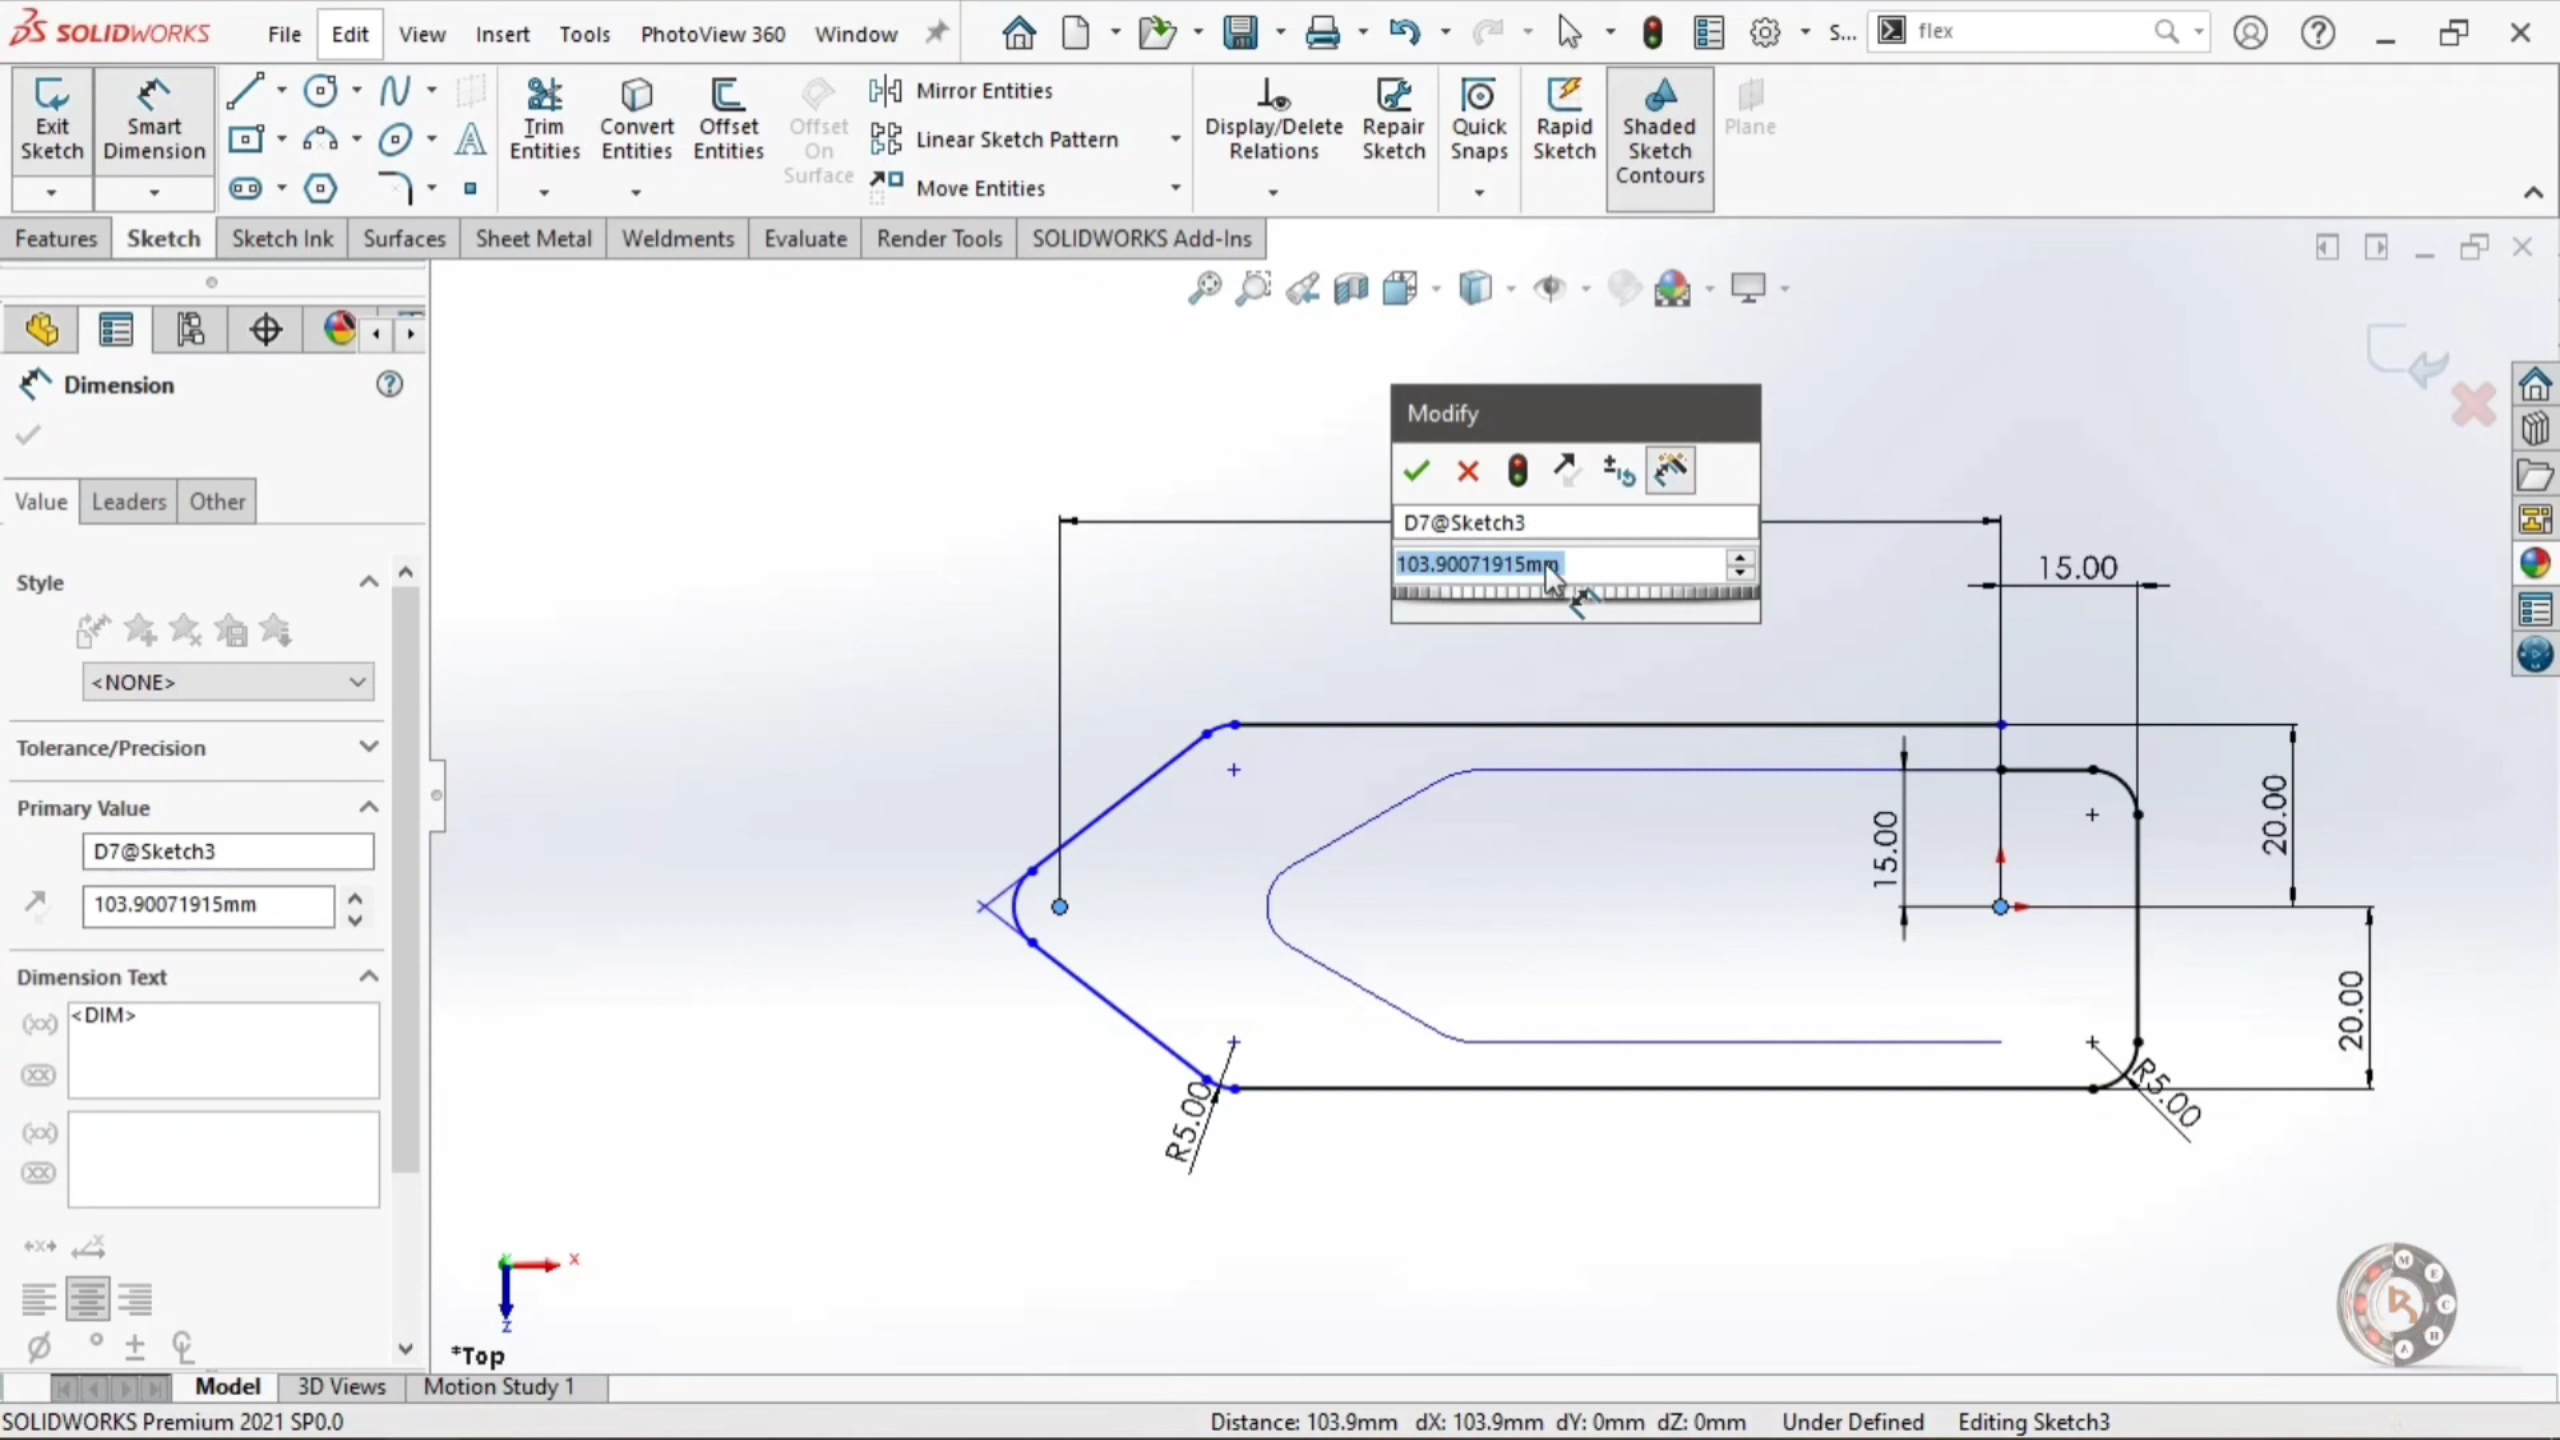 SOLIDWORKS
File Edit View Insert Tools PhotoView 360 Window
S...
flex
Exit Sketch
Smart Dimension
Trim Entities
Convert Entities
Offset Entities
Offset On Surface
Mirror Entities
Linear Sketch Pattern
Move Entities
Display/Delete Relations
Repair Sketch
Quick Snaps
Rapid Sketch
Shaded Sketch Contours
Plane
Features Sketch Sketch Ink Surfaces Sheet Metal Weldments Evaluate Render Tools SOLIDWORKS Add-Ins
Dimension
Value Leaders Other
Style
<NONE>
Tolerance/Precision
Primary Value
D7@Sketch3
103.90071915mm
Dimension Text
<DIM>
Modify
D7@Sketch3
103.90071915mm
15.00
15.00
20.00
20.00
R5.00
R5.00
X
Z
*Top
M
E
C
H
A
Model 3D Views Motion Study 1
SOLIDWORKS Premium 2021 SP0.0
Distance: 103.9mm dX: 103.9mm dY: 0mm dZ: 0mm Under Defined Editing Sketch3